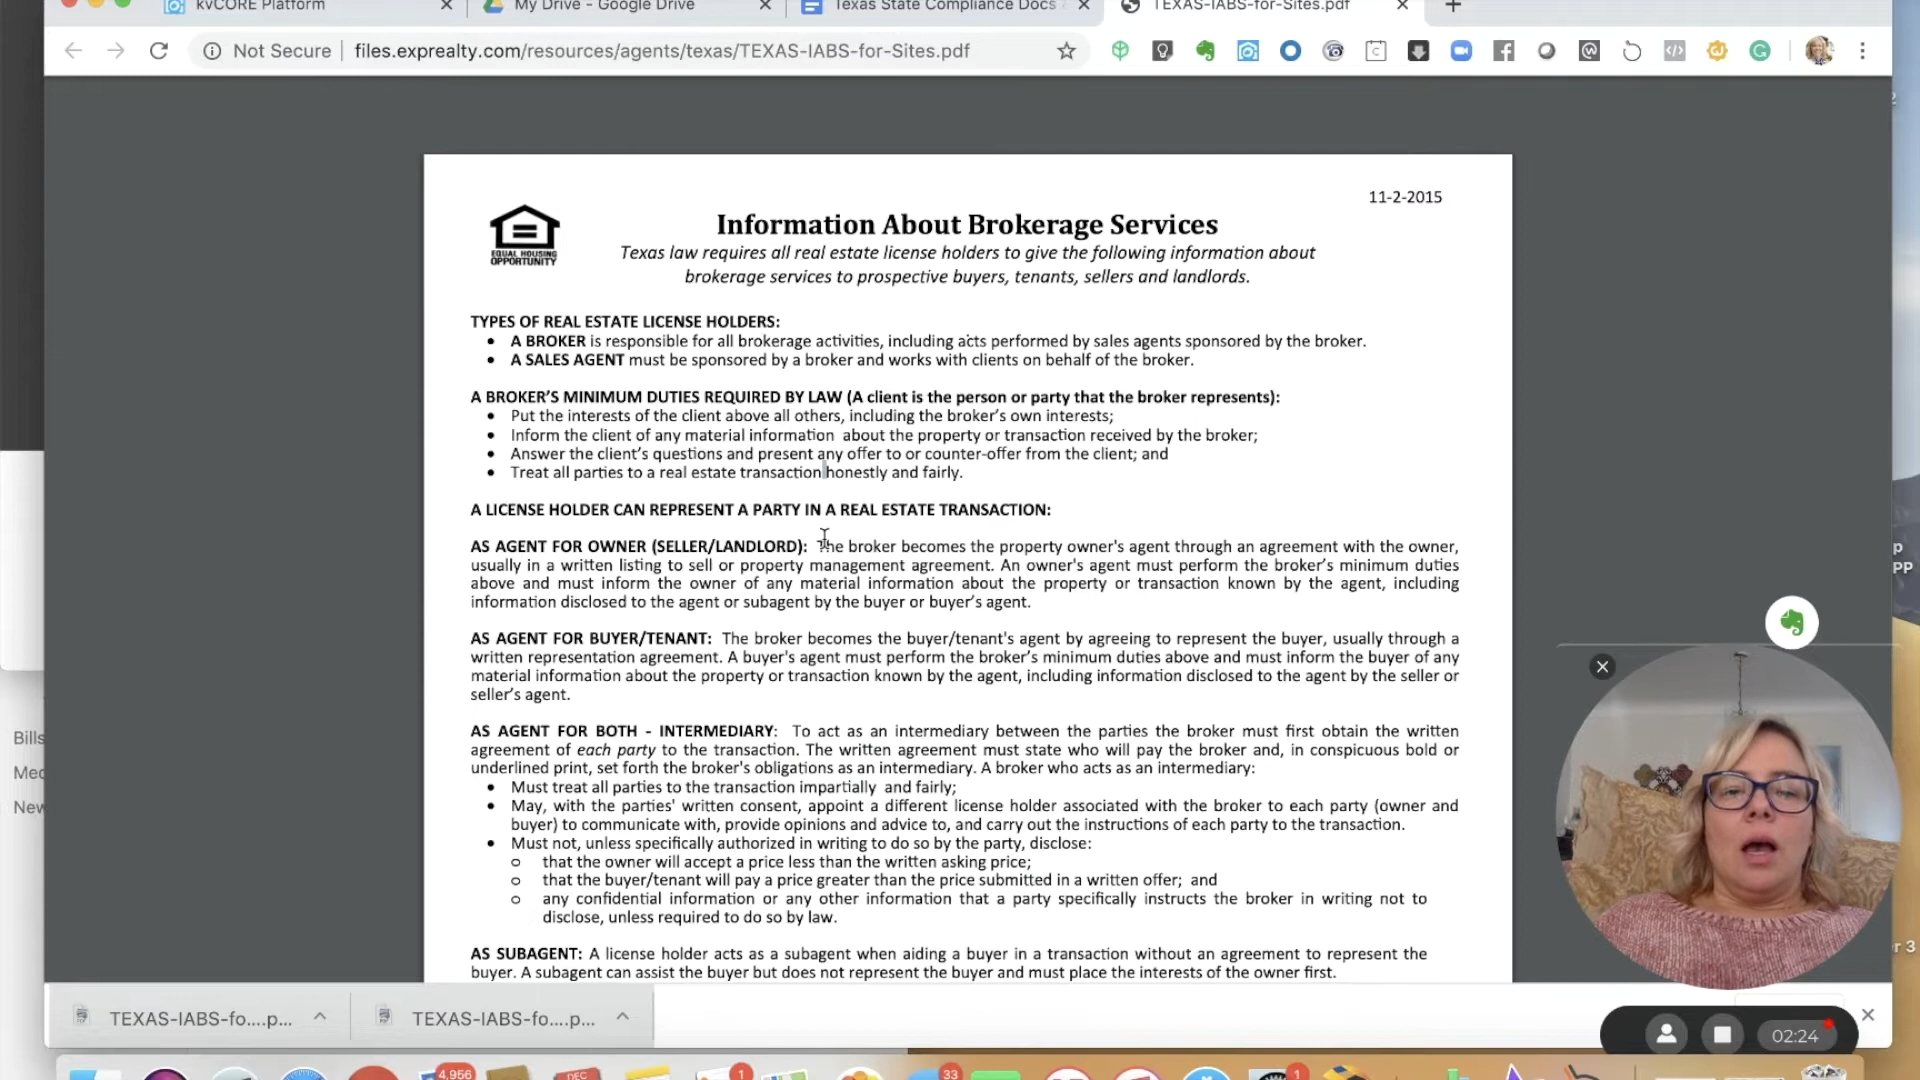 kvCORE Platform
My Drive - Google Drive
Texas State Compliance Docs
TEXAS-IABS-for-Sites.pdf
Not Secure
files.exprealty.com/resources/agents/texas/TEXAS-IABS-for-Sites.pdf
11-2-2015
EQUAL HOUSING
OPPORTUNITY
Information About Brokerage Services
Texas law requires all real estate license holders to give the following information about
brokerage services to prospective buyers, tenants, sellers and landlords.
TYPES OF REAL ESTATE LICENSE HOLDERS:
• A BROKER is responsible for all brokerage activities, including acts performed by sales agents sponsored by the broker.
• A SALES AGENT must be sponsored by a broker and works with clients on behalf of the broker.
A BROKER'S MINIMUM DUTIES REQUIRED BY LAW (A client is the person or party that the broker represents):
• Put the interests of the client above all others, including the broker's own interests;
• Inform the client of any material information about the property or transaction received by the broker;
• Answer the client's questions and present any offer to or counter-offer from the client; and
• Treat all parties to a real estate transaction honestly and fairly.
A LICENSE HOLDER CAN REPRESENT A PARTY IN A REAL ESTATE TRANSACTION:
AS AGENT FOR OWNER (SELLER/LANDLORD): The broker becomes the property owner's agent through an agreement with the owner,
usually in a written listing to sell or property management agreement. An owner's agent must perform the broker's minimum duties
above and must inform the owner of any material information about the property or transaction known by the agent, including
information disclosed to the agent or subagent by the buyer or buyer's agent.
AS AGENT FOR BUYER/TENANT: The broker becomes the buyer/tenant's agent by agreeing to represent the buyer, usually through a
written representation agreement. A buyer's agent must perform the broker's minimum duties above and must inform the buyer of any
material information about the property or transaction known by the agent, including information disclosed to the agent by the seller or
seller's agent.
AS AGENT FOR BOTH - INTERMEDIARY: To act as an intermediary between the parties the broker must first obtain the written
agreement of each party to the transaction. The written agreement must state who will pay the broker and, in conspicuous bold or
underlined print, set forth the broker's obligations as an intermediary. A broker who acts as an intermediary:
• Must treat all parties to the transaction impartially and fairly;
• May, with the parties' written consent, appoint a different license holder associated with the broker to each party (owner and
buyer) to communicate with, provide opinions and advice to, and carry out the instructions of each party to the transaction.
• Must not, unless specifically authorized in writing to do so by the party, disclose:
o that the owner will accept a price less than the written asking price;
o that the buyer/tenant will pay a price greater than the price submitted in a written offer; and
o any confidential information or any other information that a party specifically instructs the broker in writing not to
disclose, unless required to do so by law.
AS SUBAGENT: A license holder acts as a subagent when aiding a buyer in a transaction without an agreement to represent the
buyer. A subagent can assist the buyer but does not represent the buyer and must place the interests of the owner first.
Bills
Med
New
p
PP
r 3
TEXAS-IABS-fo....p...
TEXAS-IABS-fo....p...
02:24
4,956
DEC
1
33
1